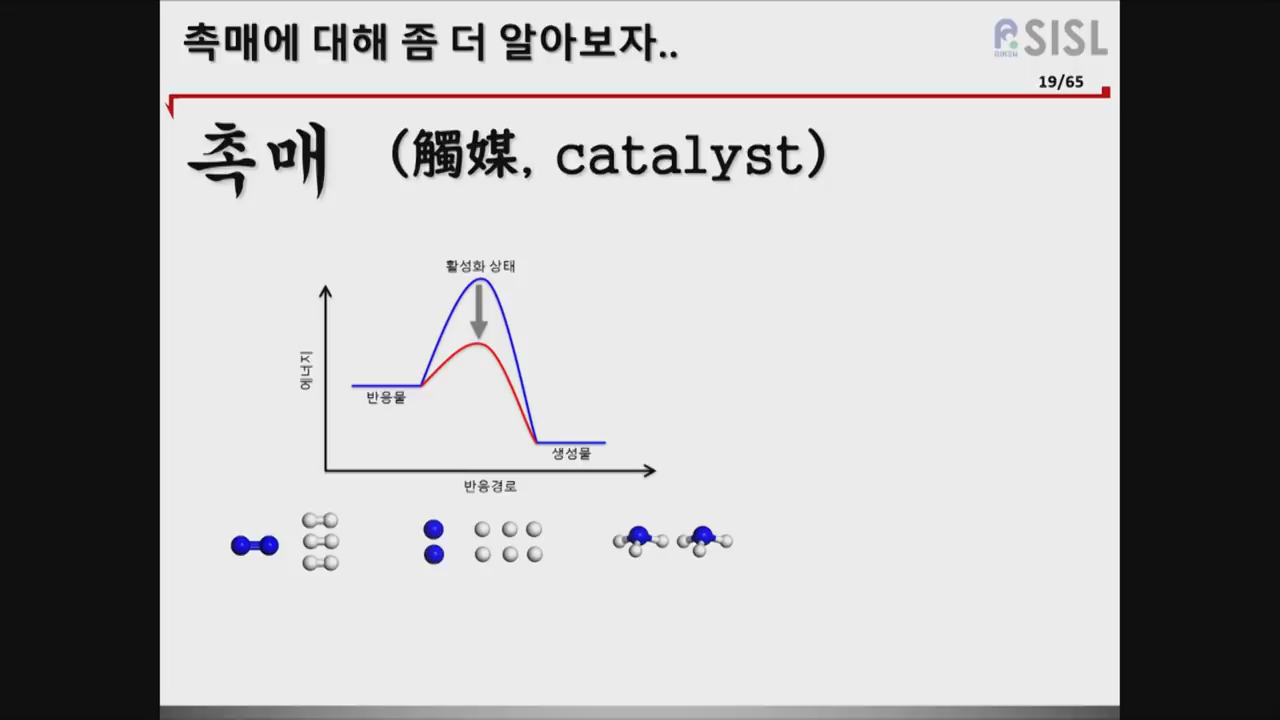 촉매에 대해 좀 더 알아보자..
SISL
19/65
촉매 (觸媒, catalyst)
활성화 상태
에너지
반응물
생성물
반응경로